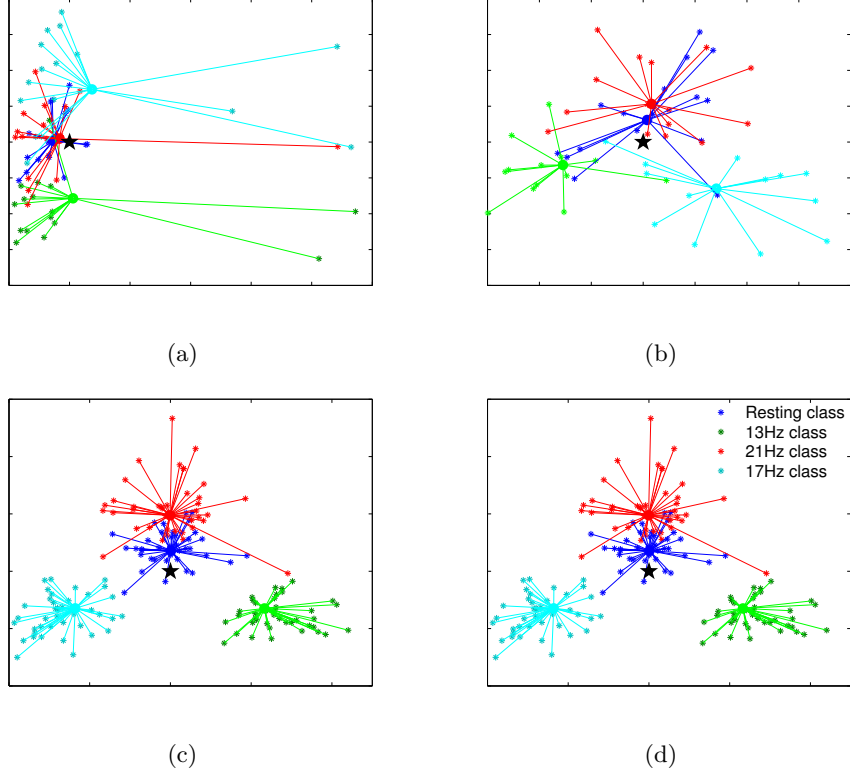 (a)
(b)
Resting class
13Hz class
21Hz class
17Hz class
(c)
(d)